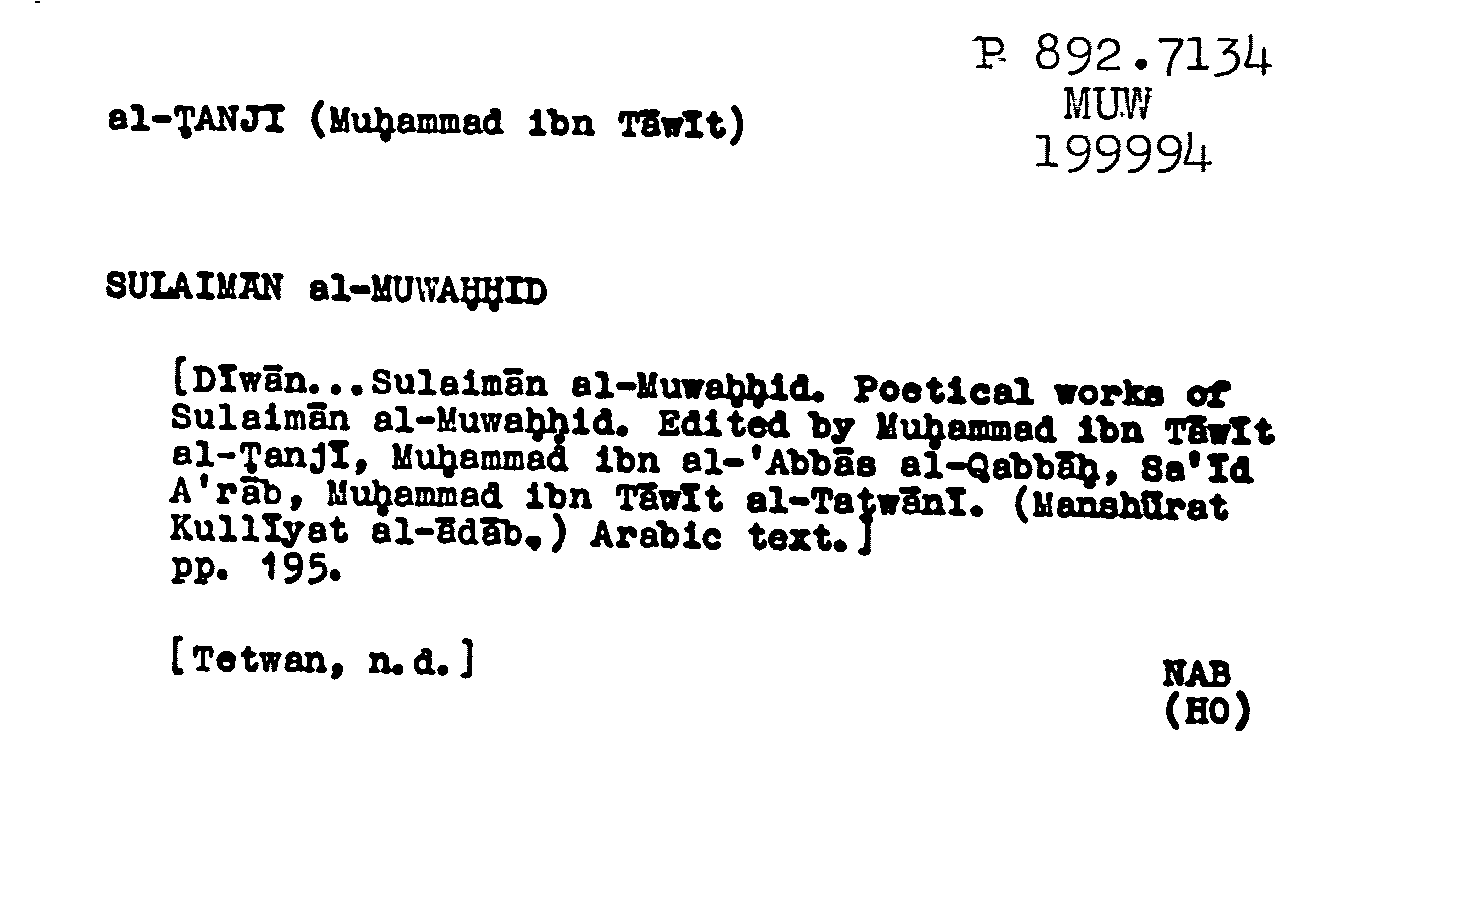 P 892.7134
MUW
199994
al-ṬANJĪ (Muḥammad ibn Tāwīt)
SULAIMĀN al-MUWAḤḤID
[Dīwān...Sulaimān al-Muwaḥḥid. Poetical works of
Sulaimān al-Muwaḥḥid. Edited by Muḥammad ibn Tāwīt
al-Ṭanjī, Muḥammad ibn al-'Abbās al-Qabbāḥ, Sa'īd
A'rāb, Muḥammad ibn Tāwīt al-Taṭwānī. (Manshūrat
Kullīyat al-ādāb.) Arabic text.]
pp. 195.
[Tetwan, n.d.]
NAB
(HO)